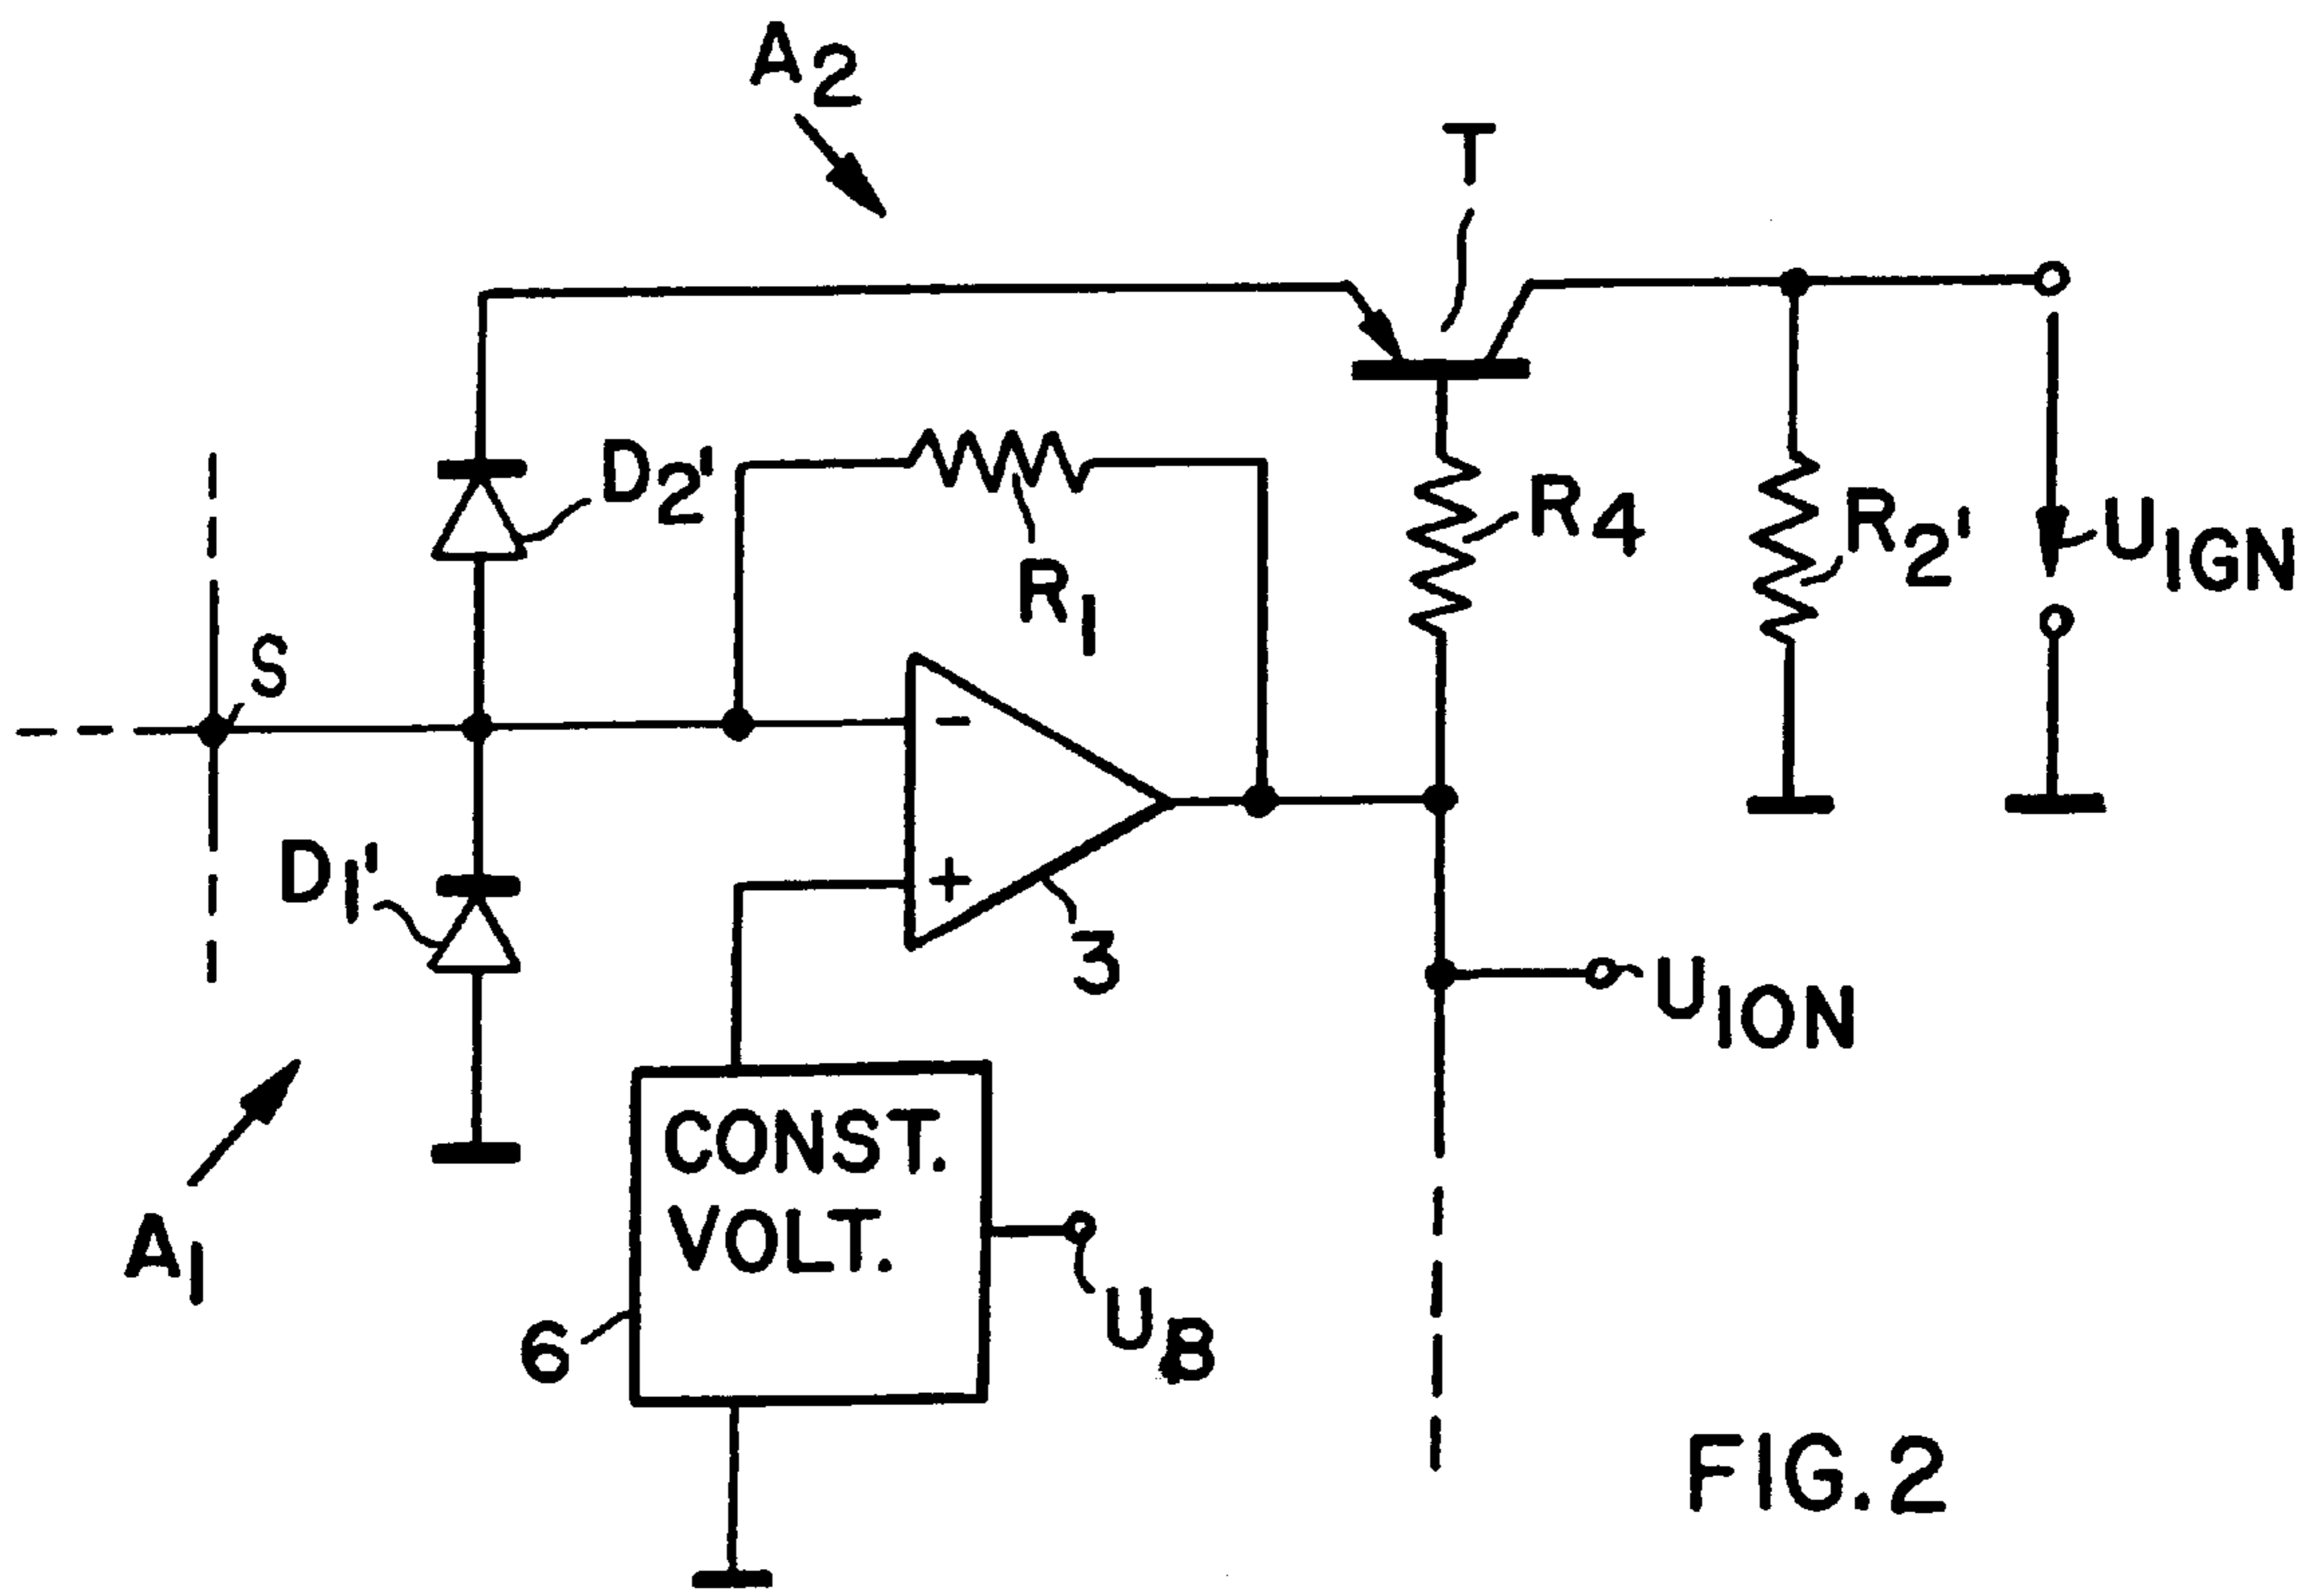 A2
T
D2'
R4
R2'
UIGN
R1
S
-
+
D1'
3
UION
CONST.
VOLT.
A1
6
UB
FIG.2